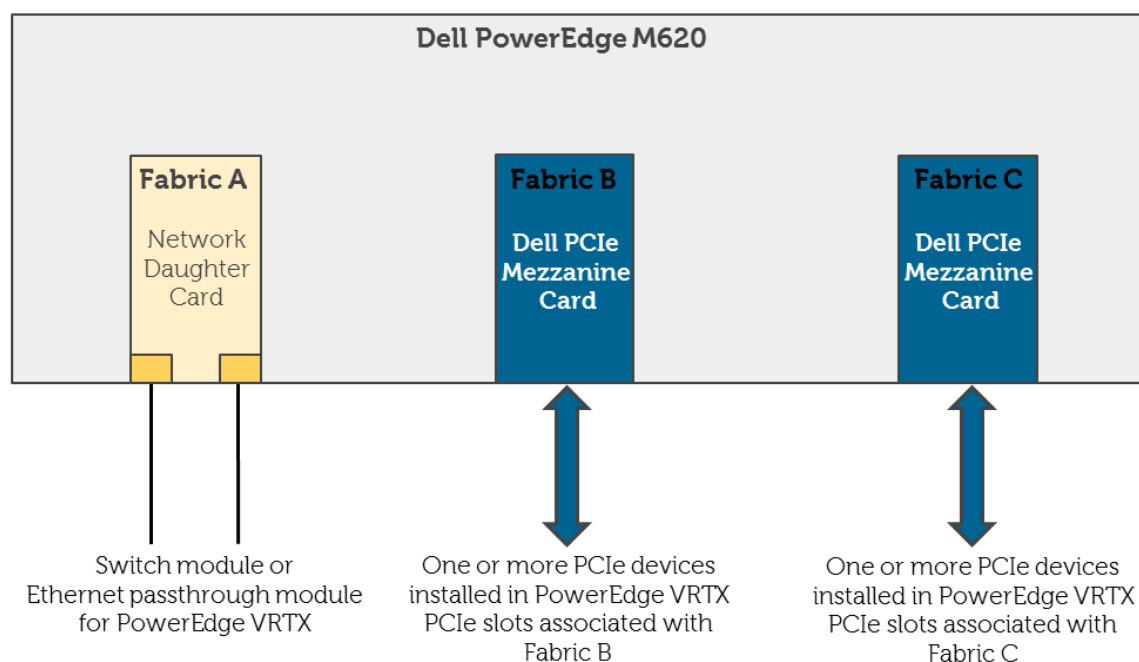 Dell PowerEdge M620
Fabric A
Network
Daughter
Card
Fabric B
Dell PCIe
Mezzanine
Card
Fabric C
Dell PCIe
Mezzanine
Card
Switch module or
Ethernet passthrough module
for PowerEdge VRTX
One or more PCIe devices
installed in PowerEdge VRTX
PCIe slots associated with
Fabric B
One or more PCIe devices
installed in PowerEdge VRTX
PCIe slots associated with
Fabric C